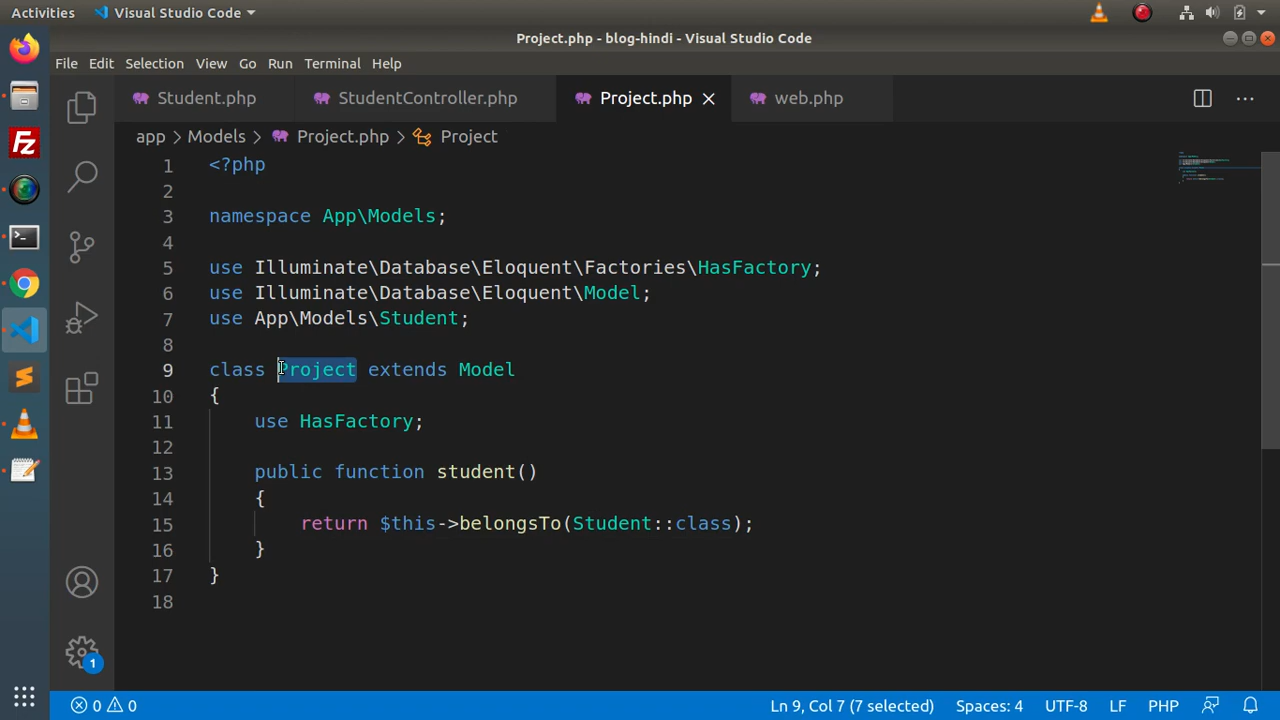 Activities Visual Studio Code
Project.php - blog-hindi - Visual Studio Code
File Edit Selection View Go Run Terminal Help
Student.php StudentController.php Project.php web.php
app > Models > Project.php > Project
1 <?php
2
3 namespace App\Models;
4
5 use Illuminate\Database\Eloquent\Factories\HasFactory;
6 use Illuminate\Database\Eloquent\Model;
7 use App\Models\Student;
8
9 class Project extends Model
10 {
11 use HasFactory;
12
13 public function student()
14 {
15 return $this->belongsTo(Student::class);
16 }
17 }
18
1
0 0 Ln 9, Col 7 (7 selected) Spaces: 4 UTF-8 LF PHP